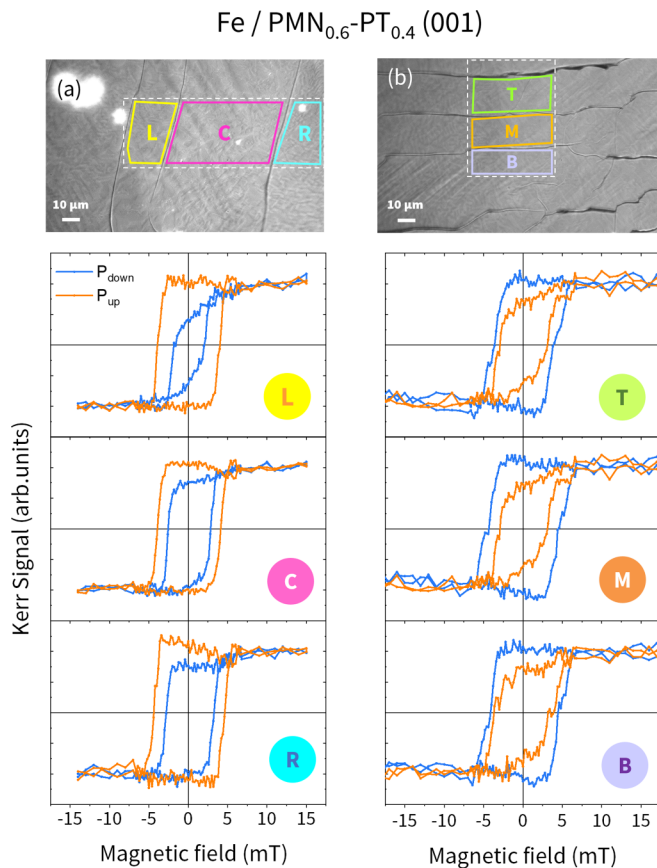 Fe / PMN0.6-PT0.4 (001)
(a)
L
C
R
10 µm
(b)
T
M
B
10 µm
Pdown
Pup
L
T
C
M
R
B
Kerr Signal (arb.units)
-15 -10 -5 0 5 10 15
-15 -10 -5 0 5 10 15
Magnetic field (mT)
Magnetic field (mT)